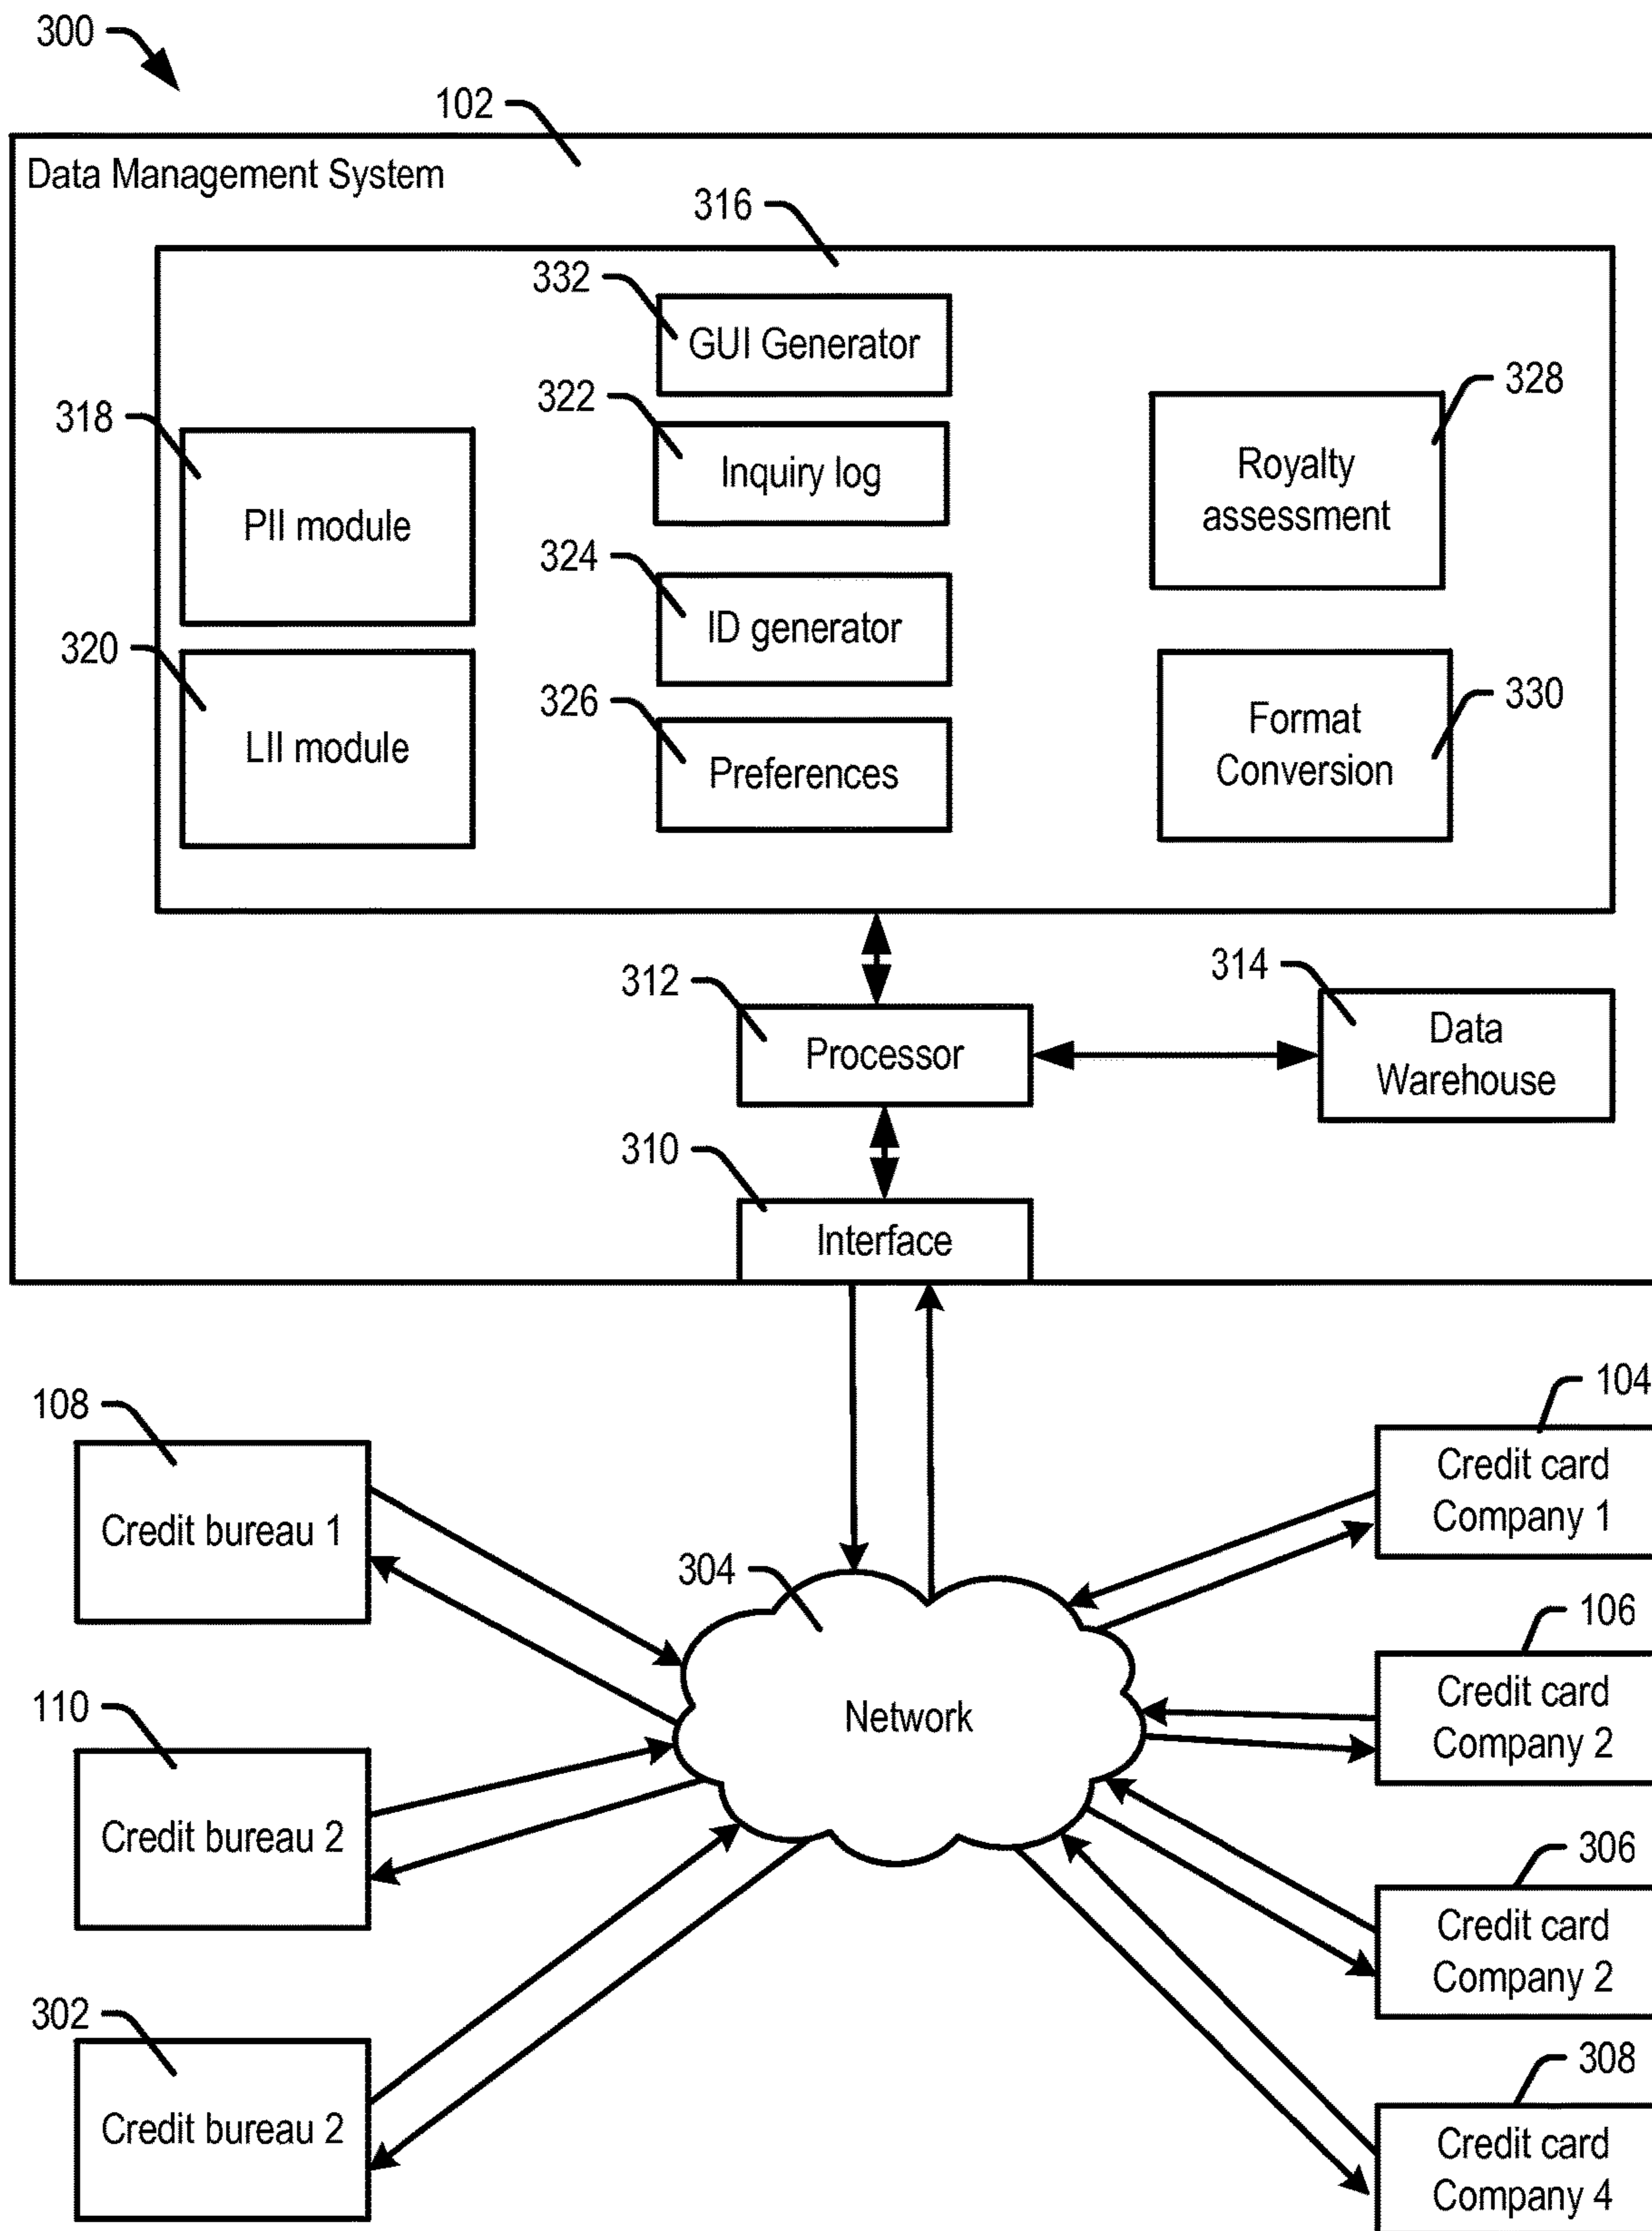 300
102
Data Management System
316
332
GUI Generator
322
Inquiry log
328
Royalty
assessment
318
PII module
324
ID generator
320
LII module
326
Preferences
330
Format
Conversion
312
Processor
314
Data
Warehouse
310
Interface
108
Credit bureau 1
104
Credit card
Company 1
304
Network
106
Credit card
Company 2
110
Credit bureau 2
306
Credit card
Company 2
302
Credit bureau 2
308
Credit card
Company 4